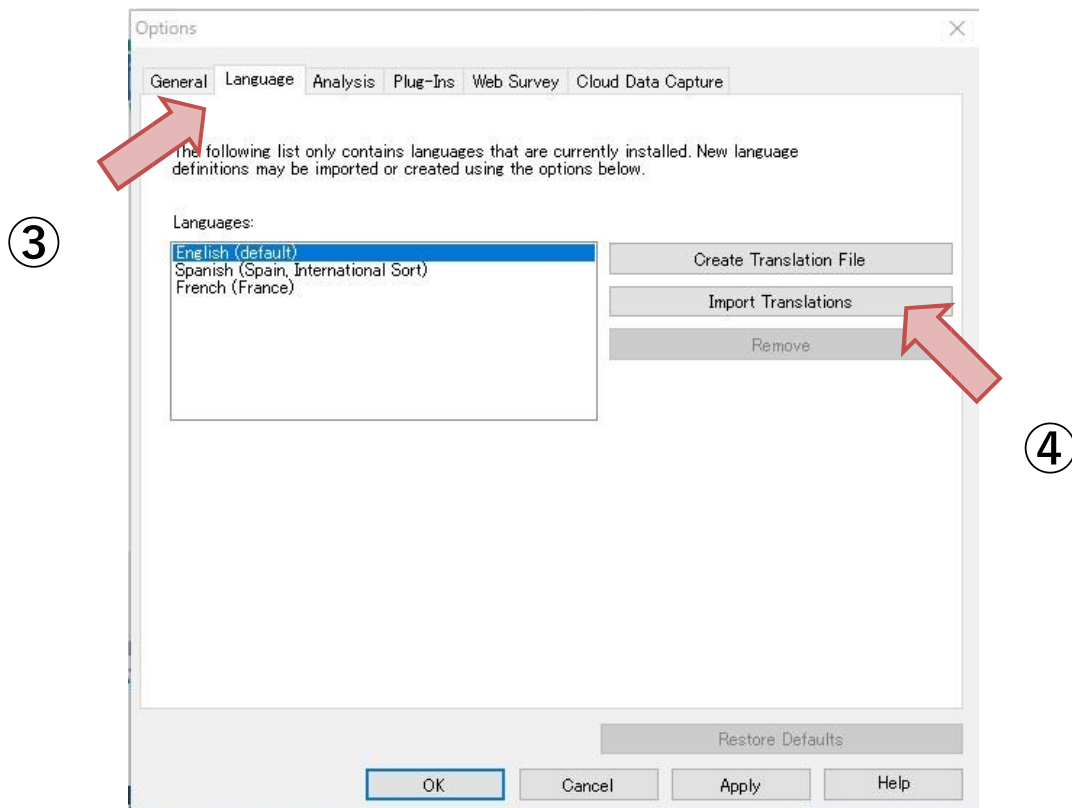 Options
General Language Analysis Plug-Ins Web Survey Cloud Data Capture
The following list only contains languages that are currently installed. New language
definitions may be imported or created using the options below.
③
Languages:
English (default)
Spanish (Spain, International Sort)
French (France)
Create Translation File
Import Translations
Remove
④
Restore Defaults
OK Cancel Apply Help